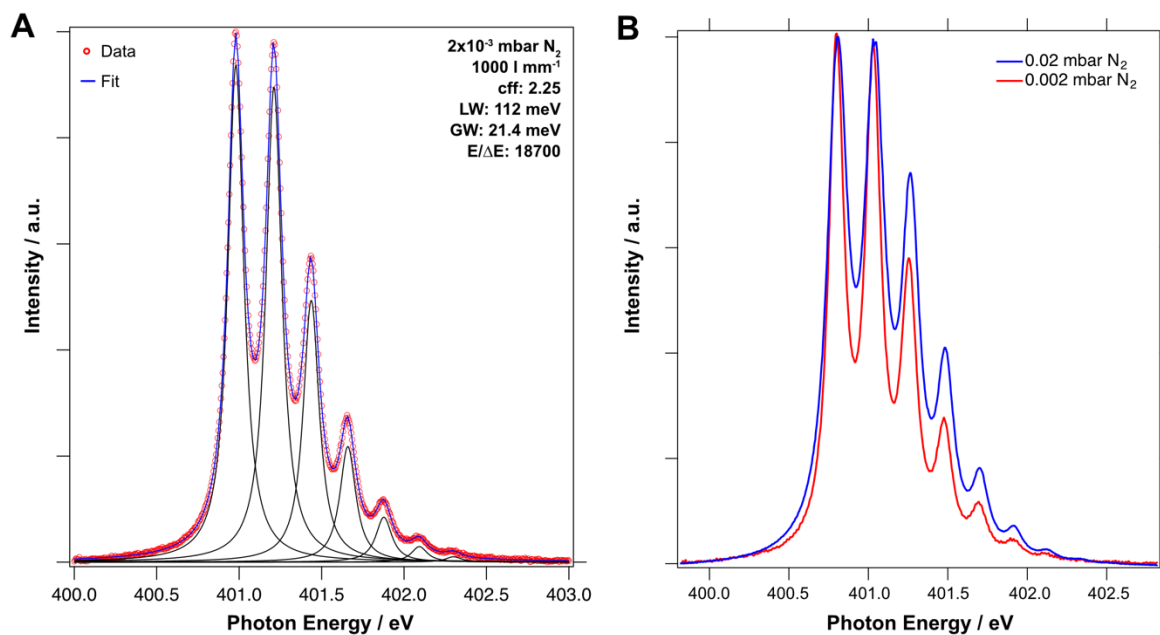 A
Data
Fit
2x10⁻³ mbar N₂
1000 l mm⁻¹
cff: 2.25
LW: 112 meV
GW: 21.4 meV
E/ΔE: 18700
Intensity / a.u.
400.0 400.5 401.0 401.5 402.0 402.5 403.0
Photon Energy / eV
B
0.02 mbar N₂
0.002 mbar N₂
Intensity / a.u.
400.0 400.5 401.0 401.5 402.0 402.5
Photon Energy / eV